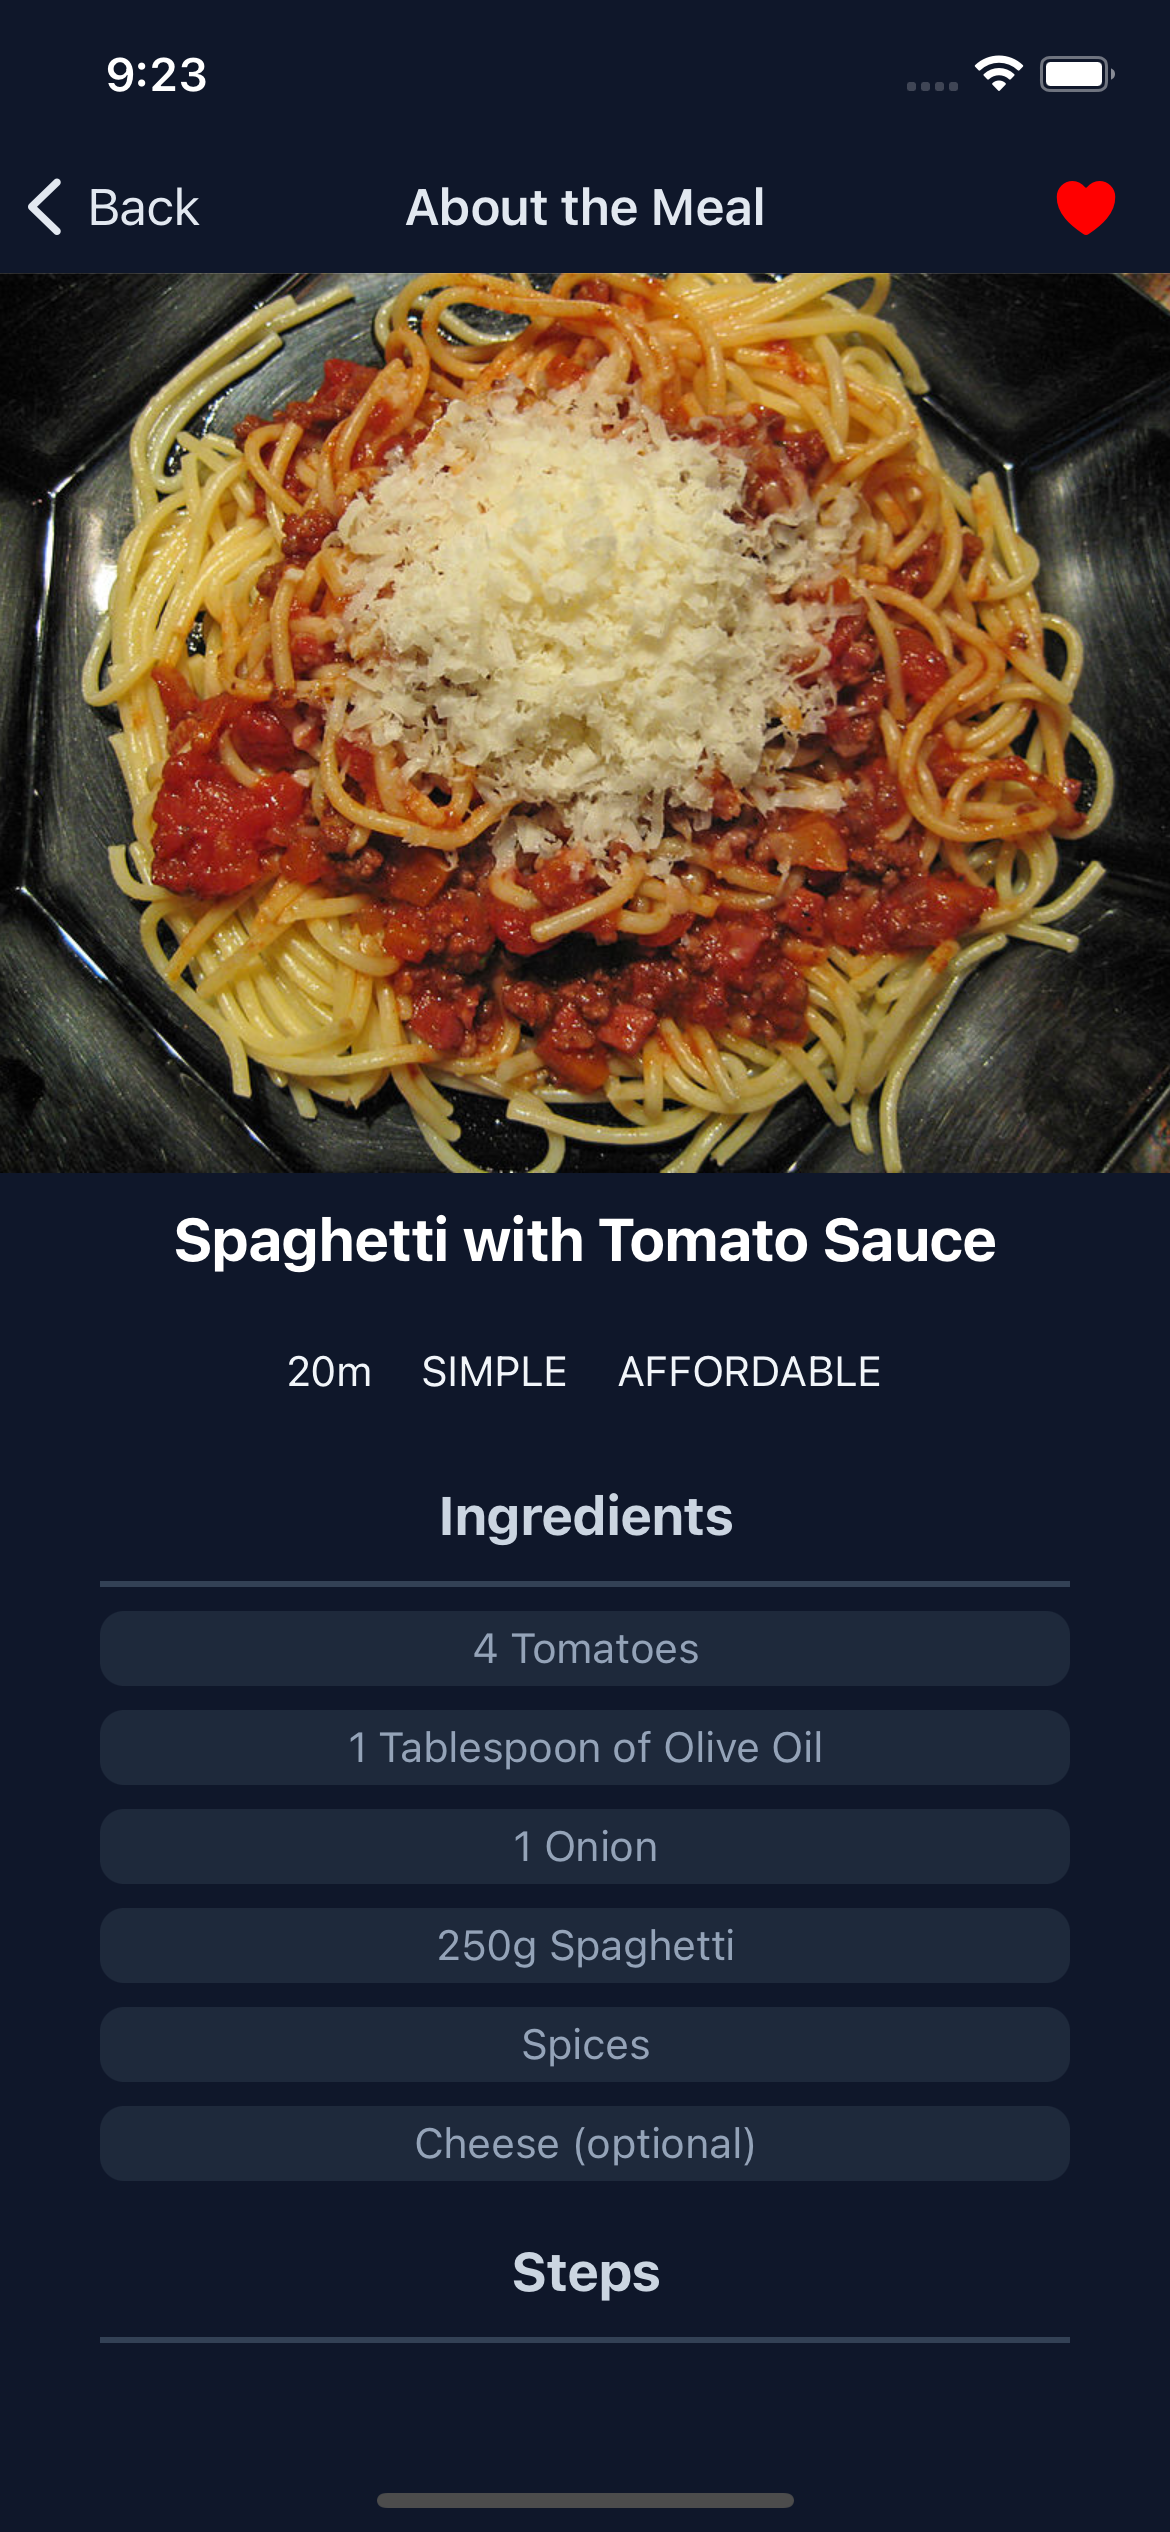 9:23
Back
About the Meal
Spaghetti with Tomato Sauce
20m SIMPLE AFFORDABLE
Ingredients
4 Tomatoes
1 Tablespoon of Olive Oil
1 Onion
250g Spaghetti
Spices
Cheese (optional)
Steps